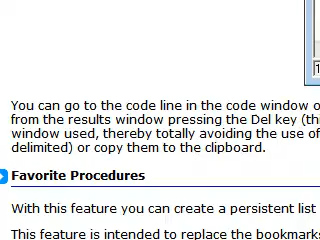 You can go to the code line in the code window o
from the results window pressing the Del key (thi
window used, thereby totally avoiding the use of
delimited) or copy them to the clipboard.
Favorite Procedures
With this feature you can create a persistent list
This feature is intended to replace the bookmarks